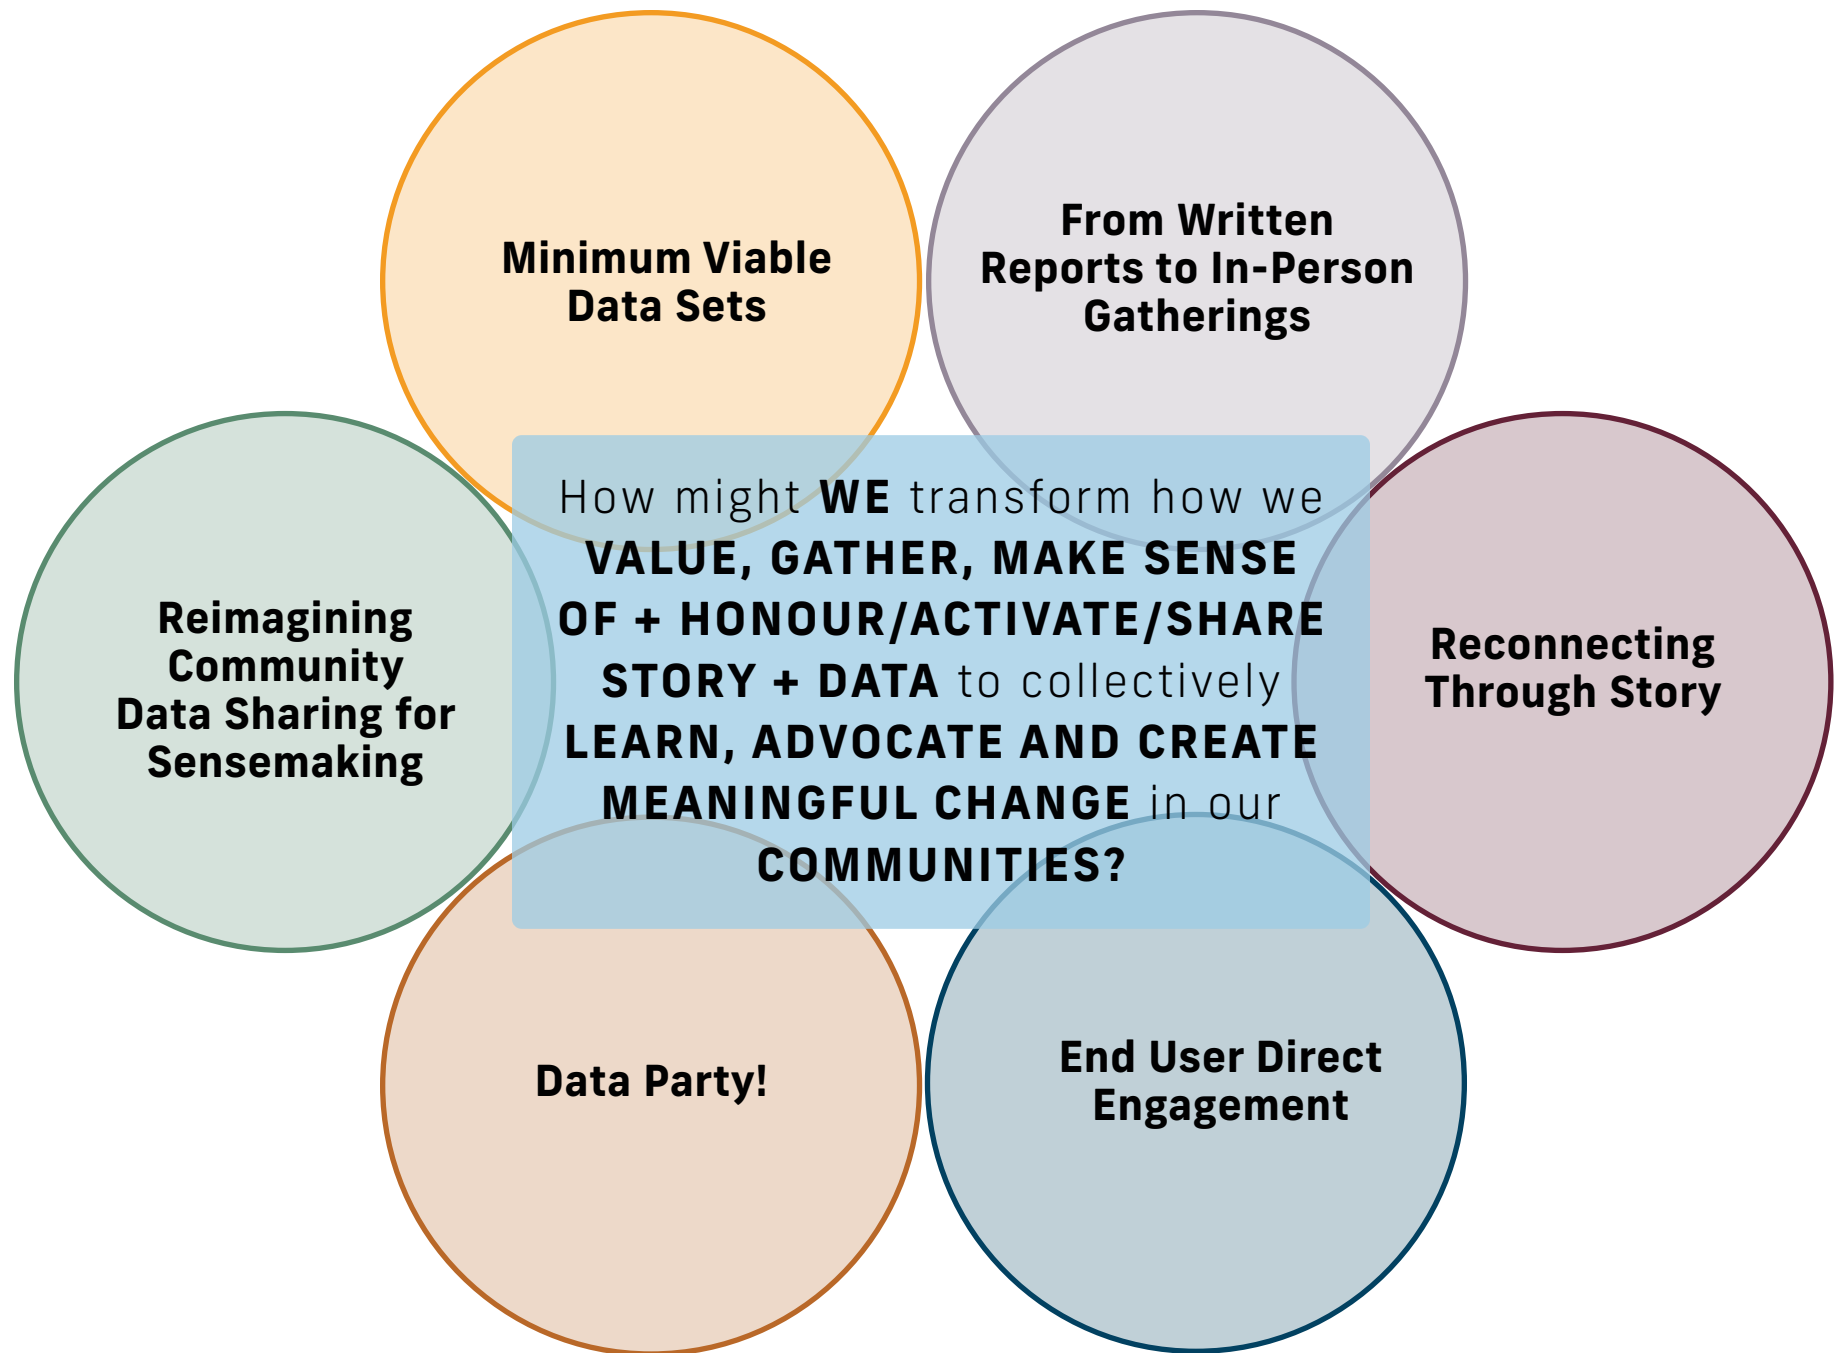 Minimum Viable
Data Sets
From Written
Reports to In-Person
Gatherings
Reimagining
Community
Data Sharing for
Sensemaking
How might WE transform how we
VALUE, GATHER, MAKE SENSE
OF + HONOUR/ACTIVATE/SHARE
STORY + DATA to collectively
LEARN, ADVOCATE AND CREATE
MEANINGFUL CHANGE in our
COMMUNITIES?
Reconnecting
Through Story
Data Party!
End User Direct
Engagement